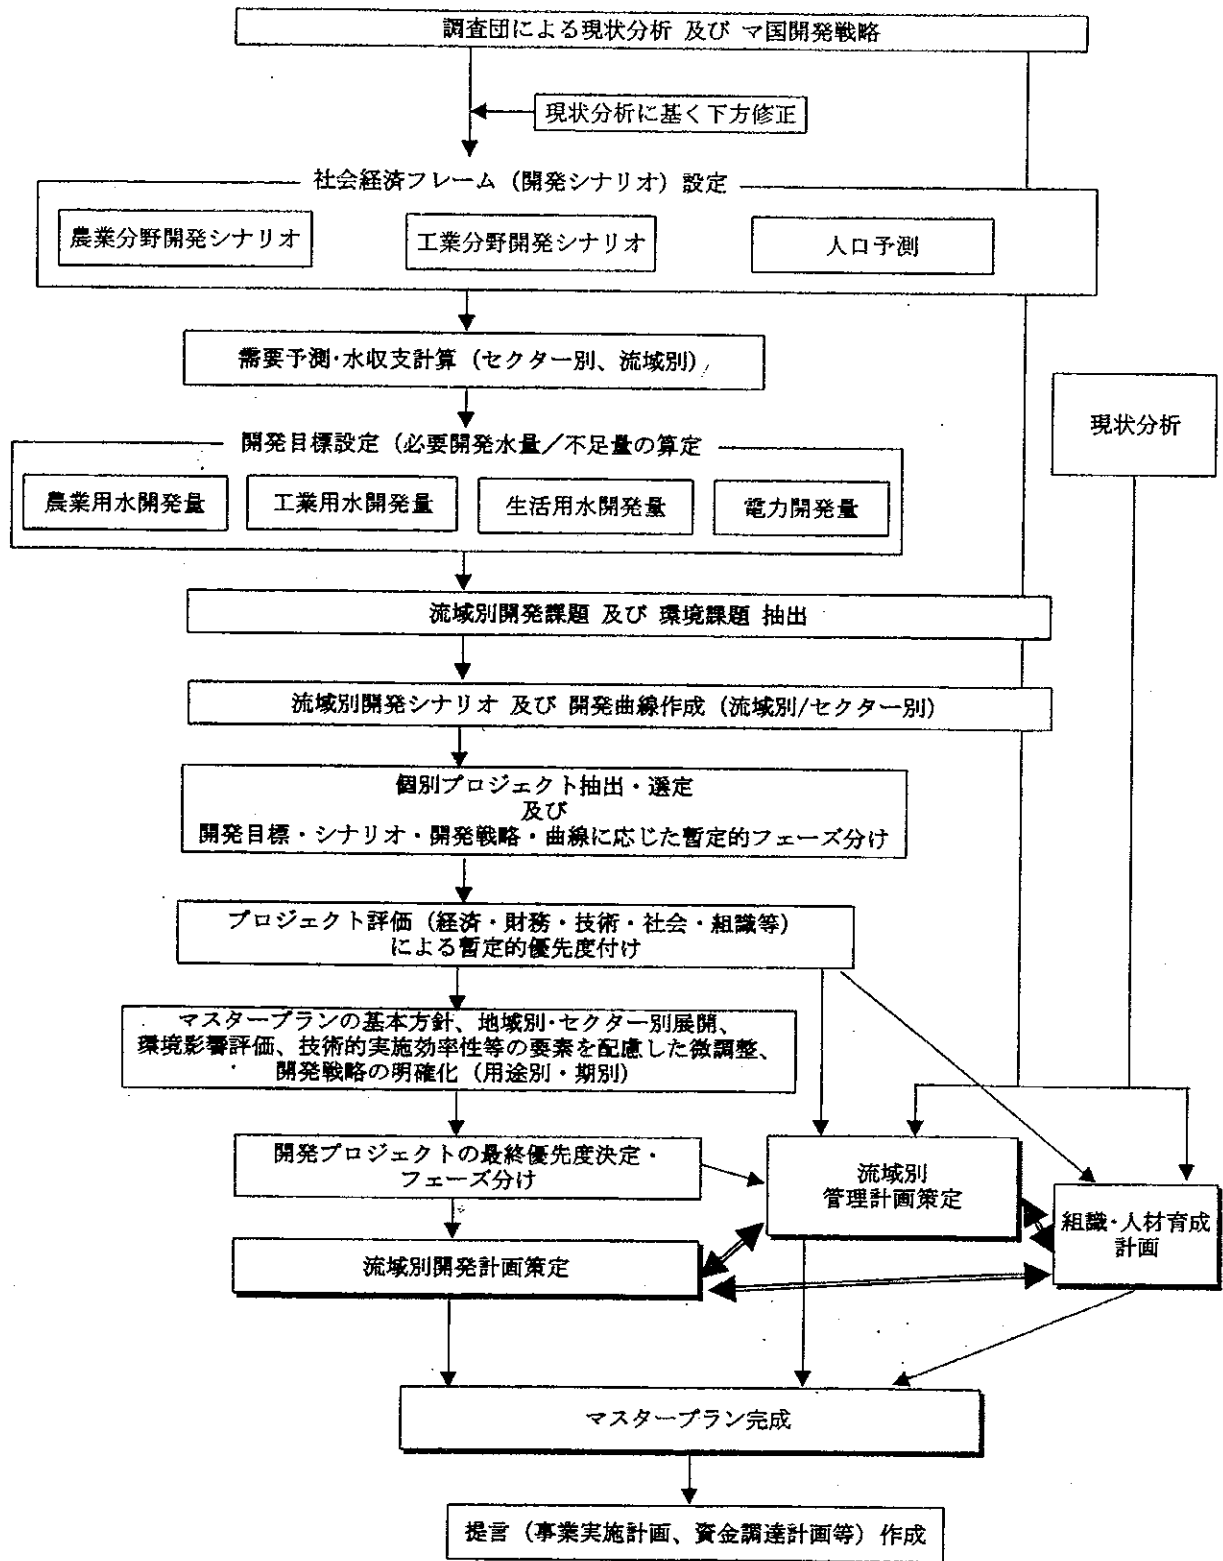 調査団による現状分析 及び マ国開発戦略
現状分析に基く下方修正
社会経済フレーム（開発シナリオ）設定
農業分野開発シナリオ
工業分野開発シナリオ
人口予測
需要予測･水収支計算（セクター別、流域別）
現状分析
開発目標設定（必要開発水量／不足量の算定
農業用水開発量
工業用水開発量
生活用水開発量
電力開発量
流域別開発課題 及び 環境課題 抽出
流域別開発シナリオ 及び 開発曲線作成（流域別/セクター別）
個別プロジェクト抽出・選定
及び
開発目標・シナリオ・開発戦略・曲線に応じた暫定的フェーズ分け
プロジェクト評価（経済・財務・技術・社会・組織等）
による暫定的優先度付け
マスタープランの基本方針、地域別･セクター別展開、
環境影響評価、技術的実施効率性等の要素を配慮した微調整、
開発戦略の明確化（用途別・期別）
開発プロジェクトの最終優先度決定・
フェーズ分け
流域別
管理計画策定
組織･人材育成
計画
流域別開発計画策定
マスタープラン完成
提言（事業実施計画、資金調達計画等）作成